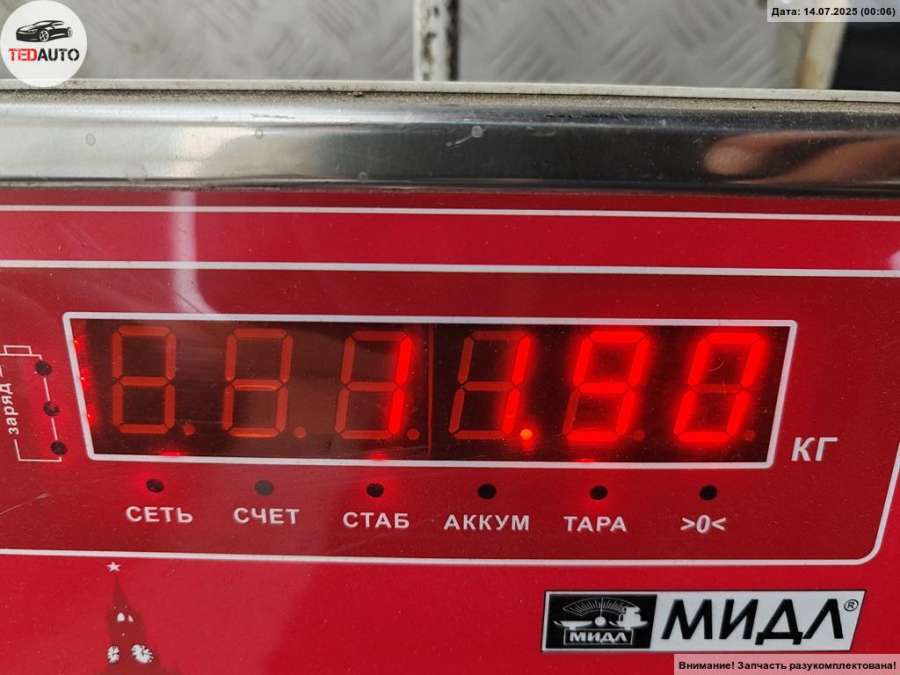 TEDAUTO
Дата: 14.07.2025 (00:06)
11.90
КГ
заряд
СЕТЬ СЧЕТ СТАБ АККУМ ТАРА >0<
МИДЛ МИДЛ®
Внимание! Запчасть разукомплектована!